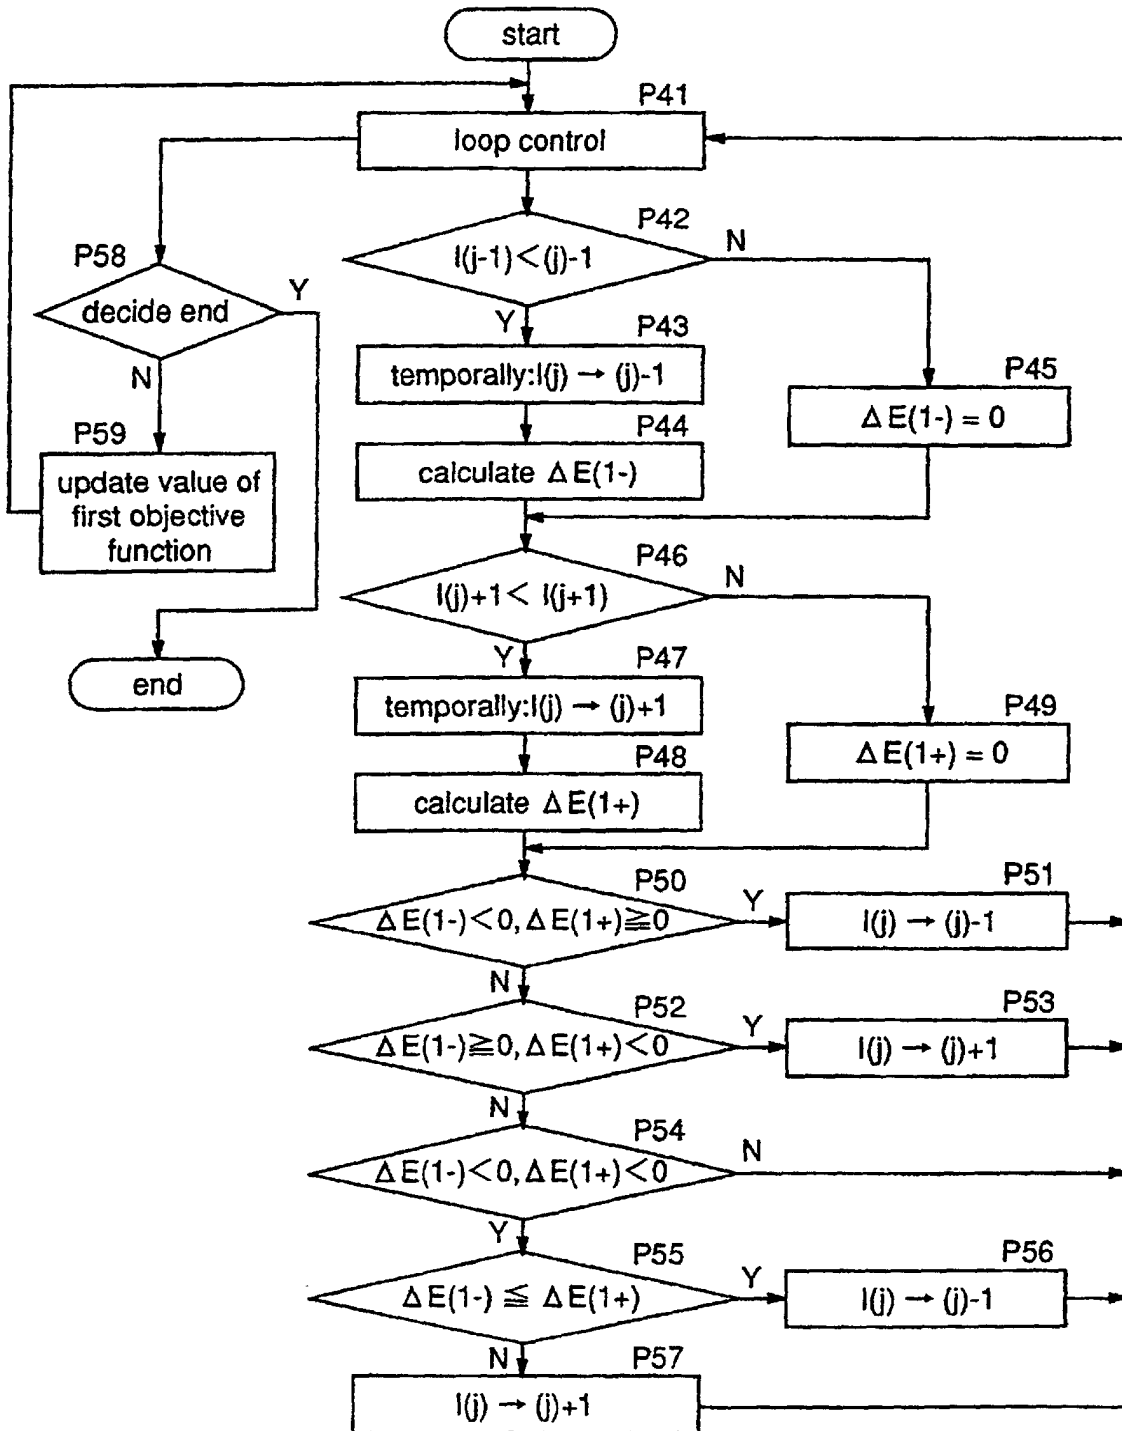 start
P41
loop control
P42
I(j-1)<(j)-1
N
Y
P58
decide end
Y
N
P43
temporally:I(j) → (j)-1
P45
ΔE(1-) = 0
P44
calculate ΔE(1-)
P59
update value of
first objective
function
P46
I(j)+1< I(j+1)
N
Y
end
P47
temporally:I(j) → (j)+1
P49
ΔE(1+) = 0
P48
calculate ΔE(1+)
P50
ΔE(1-)<0,ΔE(1+)≧0
Y
N
P51
I(j) → (j)-1
P52
ΔE(1-)≧0,ΔE(1+)<0
Y
N
P53
I(j) → (j)+1
P54
ΔE(1-)<0,ΔE(1+)<0
N
Y
P55
ΔE(1-) ≦ ΔE(1+)
Y
N
P56
I(j) → (j)-1
P57
I(j) → (j)+1